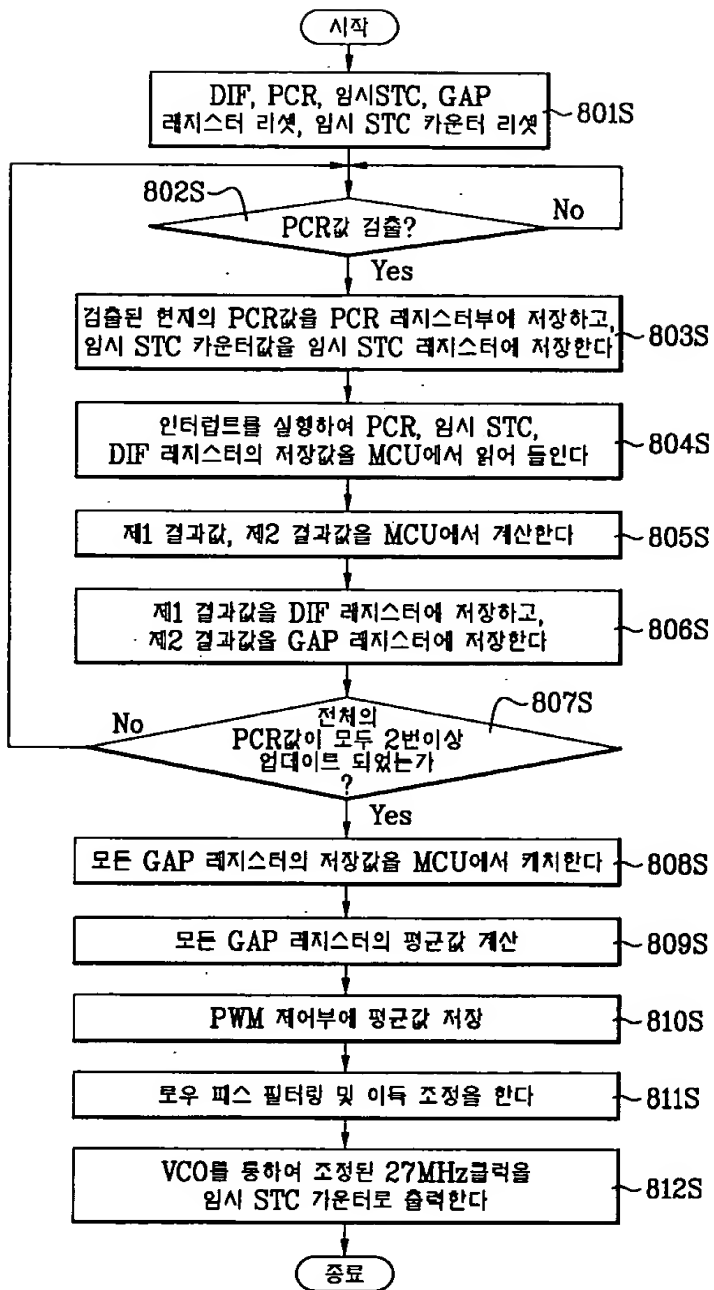 시작
DIF, PCR, 임시STC, GAP
레지스터 리셋, 임시 STC 카운터 리셋
801S
802S
PCR값 검출?
No
Yes
검출된 현재의 PCR값을 PCR 레지스터부에 저장하고,
임시 STC 카운터값을 임시 STC 레지스터에 저장한다
803S
인터럽트를 실행하여 PCR, 임시 STC,
DIF 레지스터의 저장값을 MCU에서 읽어 들인다
804S
제1 결과값, 제2 결과값을 MCU에서 계산한다
805S
제1 결과값을 DIF 레지스터에 저장하고,
제2 결과값을 GAP 레지스터에 저장한다
806S
807S
No
전체의
PCR값이 모두 2번이상
업데이트 되었는가
?
Yes
모든 GAP 레지스터의 저장값을 MCU에서 캐치한다
808S
모든 GAP 레지스터의 평균값 계산
809S
PWM 제어부에 평균값 저장
810S
로우 패스 필터링 및 이득 조정을 한다
811S
VCO를 통하여 조정된 27MHz클럭을
임시 STC 카운터로 출력한다
812S
종료